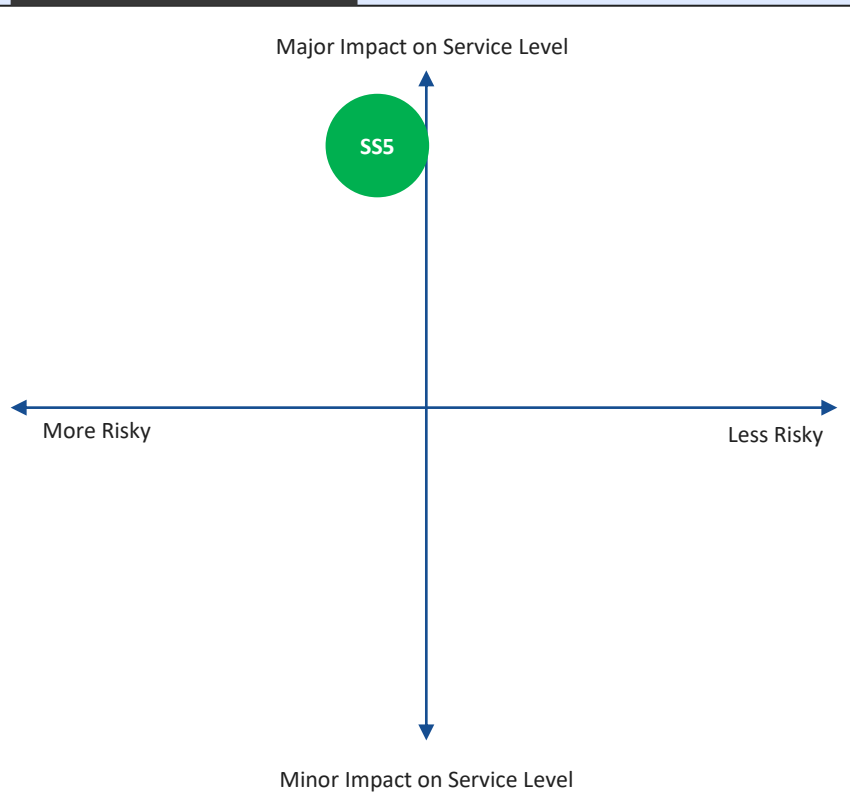 Major Impact on Service Level
SS5
More Risky
Less Risky
Minor Impact on Service Level